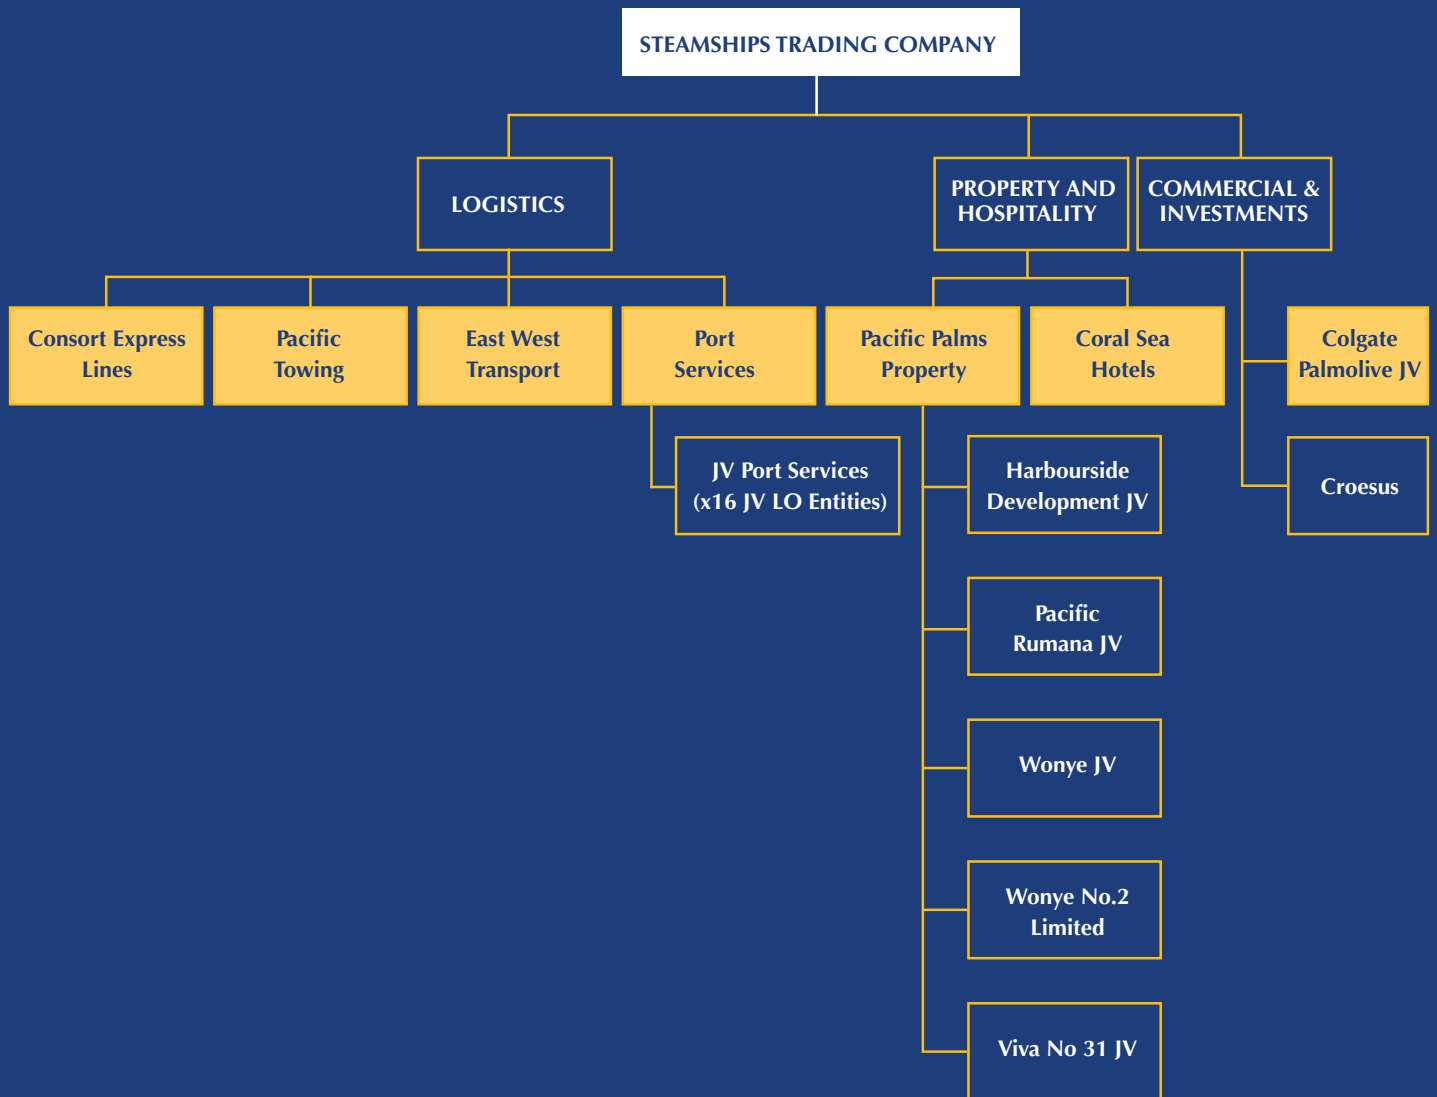 STEAMSHIPS TRADING COMPANY
LOGISTICS
PROPERTY AND
HOSPITALITY
COMMERCIAL &
INVESTMENTS
Consort Express
Lines
Pacific
Towing
East West
Transport
Port
Services
Pacific Palms
Property
Coral Sea
Hotels
Colgate
Palmolive JV
JV Port Services
(x16 JV LO Entities)
Harbourside
Development JV
Croesus
Pacific
Rumana JV
Wonye JV
Wonye No.2
Limited
Viva No 31 JV